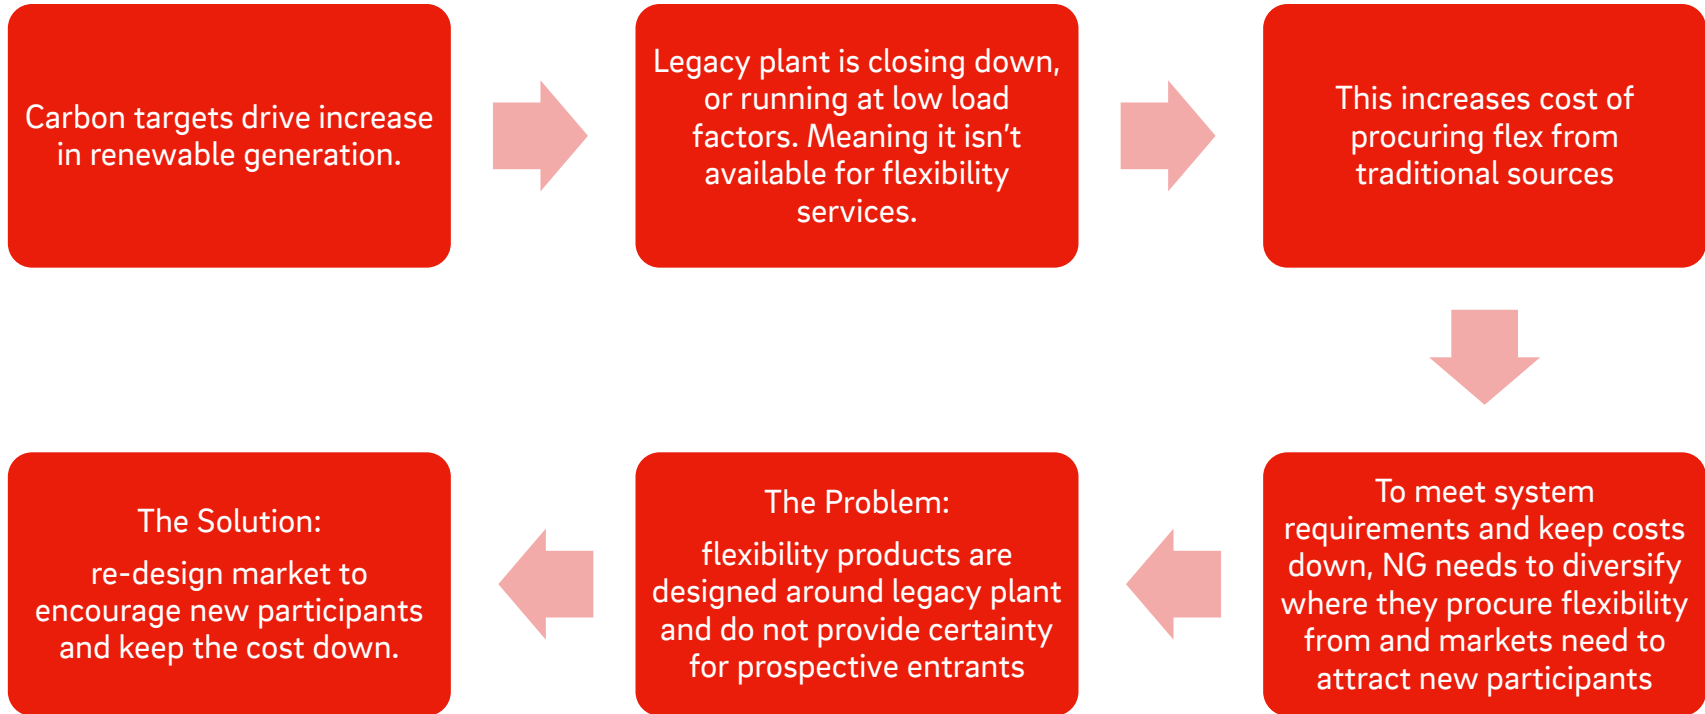 Carbon targets drive increase
in renewable generation.
Legacy plant is closing down,
or running at low load
factors. Meaning it isn’t
available for flexibility
services.
This increases cost of
procuring flex from
traditional sources
To meet system
requirements and keep costs
down, NG needs to diversify
where they procure flexibility
from and markets need to
attract new participants
The Problem:
flexibility products are
designed around legacy plant
and do not provide certainty
for prospective entrants
The Solution:
re-design market to
encourage new participants
and keep the cost down.